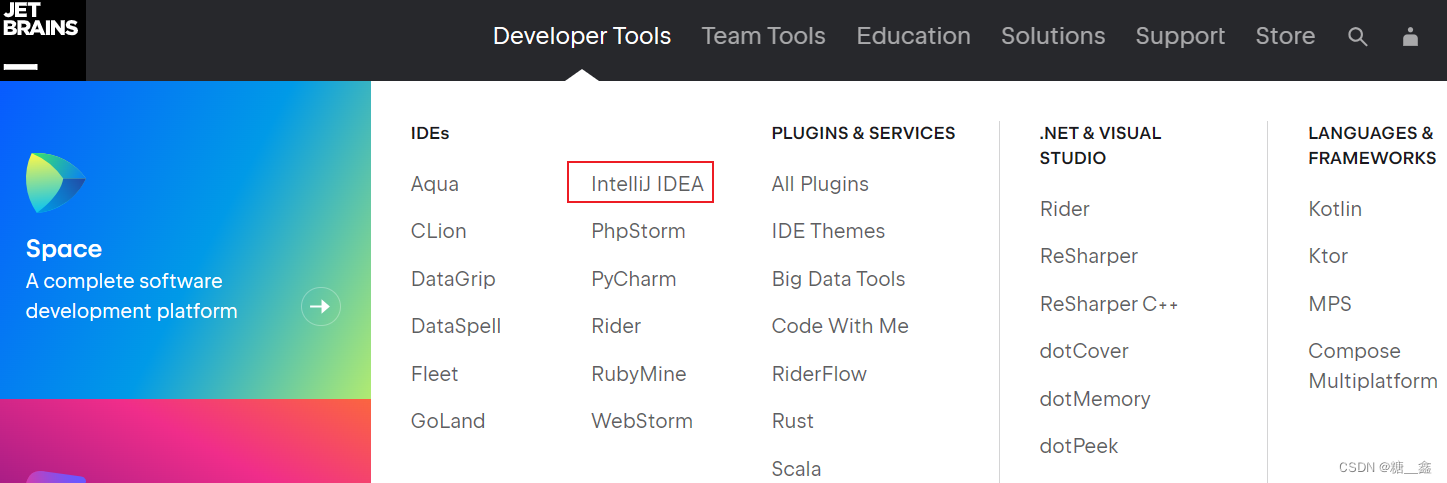 JET
BRAINS
Developer Tools
Team Tools
Education
Solutions
Support
Store
Space
A complete software
development platform
IDEs
Aqua
CLion
DataGrip
DataSpell
Fleet
GoLand
IntelliJ IDEA
PhpStorm
PyCharm
Rider
RubyMine
WebStorm
PLUGINS & SERVICES
All Plugins
IDE Themes
Big Data Tools
Code With Me
RiderFlow
Rust
Scala
.NET & VISUAL
STUDIO
Rider
ReSharper
ReSharper C++
dotCover
dotMemory
dotPeek
LANGUAGES &
FRAMEWORKS
Kotlin
Ktor
MPS
Compose
Multiplatform
CSDN @糖__鑫